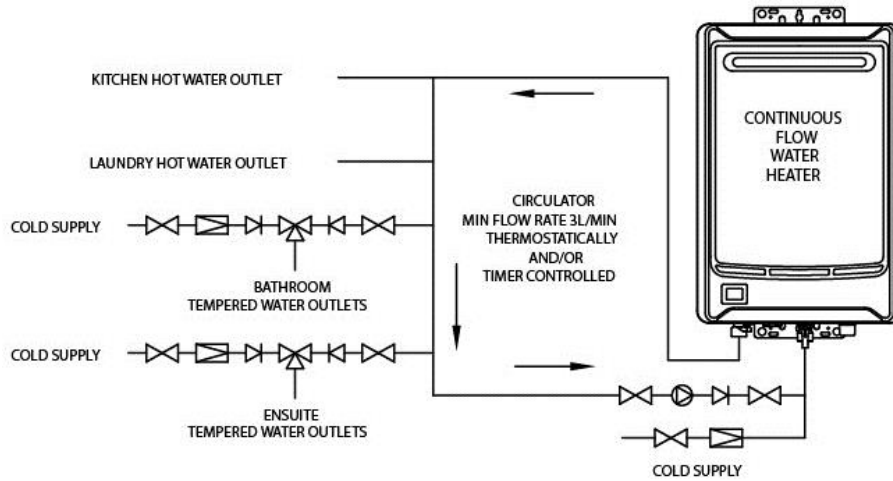 KITCHEN HOT WATER OUTLET
LAUNDRY HOT WATER OUTLET
COLD SUPPLY
BATHROOM
TEMPERED WATER OUTLETS
COLD SUPPLY
ENSUITE
TEMPERED WATER OUTLETS
CIRCULATOR
MIN FLOW RATE 3L/MIN
THERMOSTATICALLY
AND/OR
TIMER CONTROLLED
CONTINUOUS
FLOW
WATER
HEATER
COLD SUPPLY